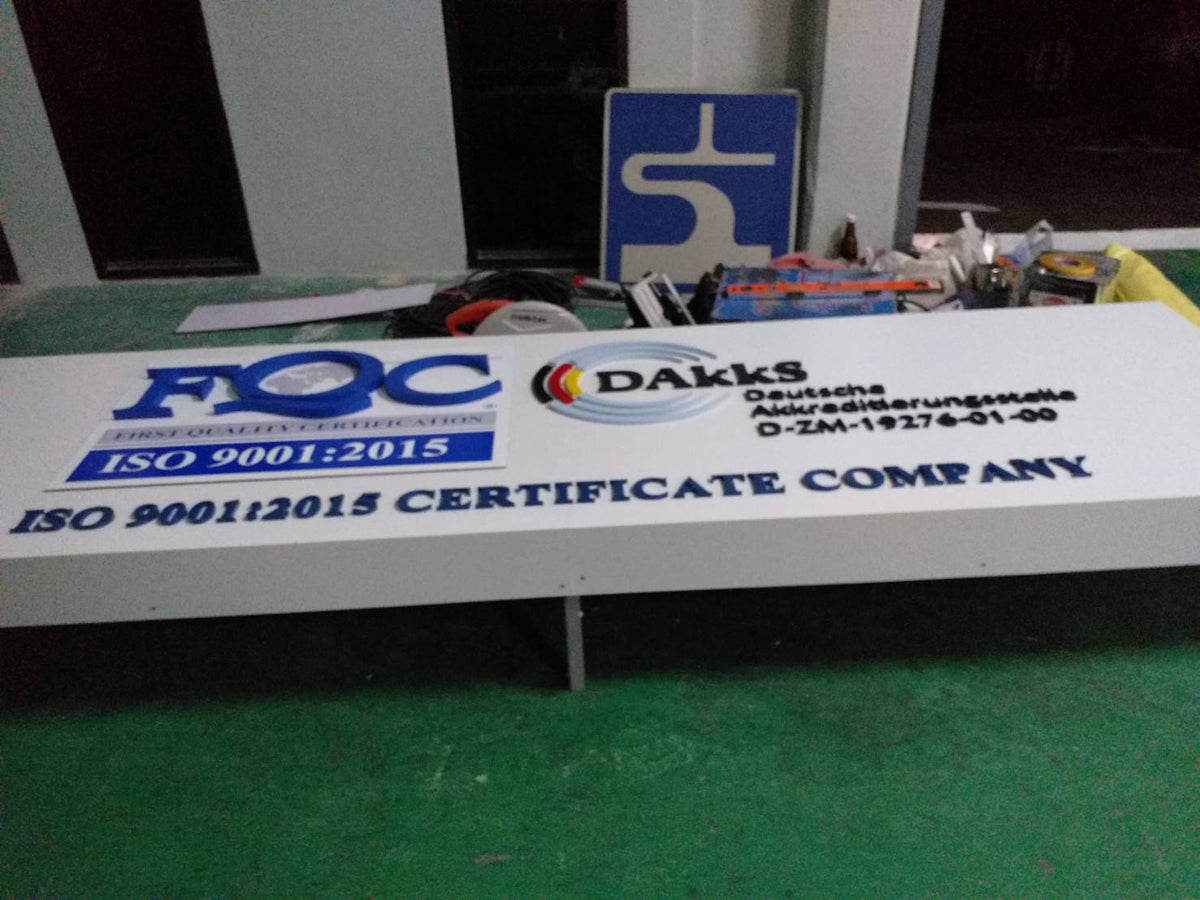 FQC
FIRST QUALITY CERTIFICATION
ISO 9001:2015
DAkkS
Deutsche
Akkreditierungsstelle
D-ZM-19276-01-00
ISO 9001:2015 CERTIFICATE COMPANY